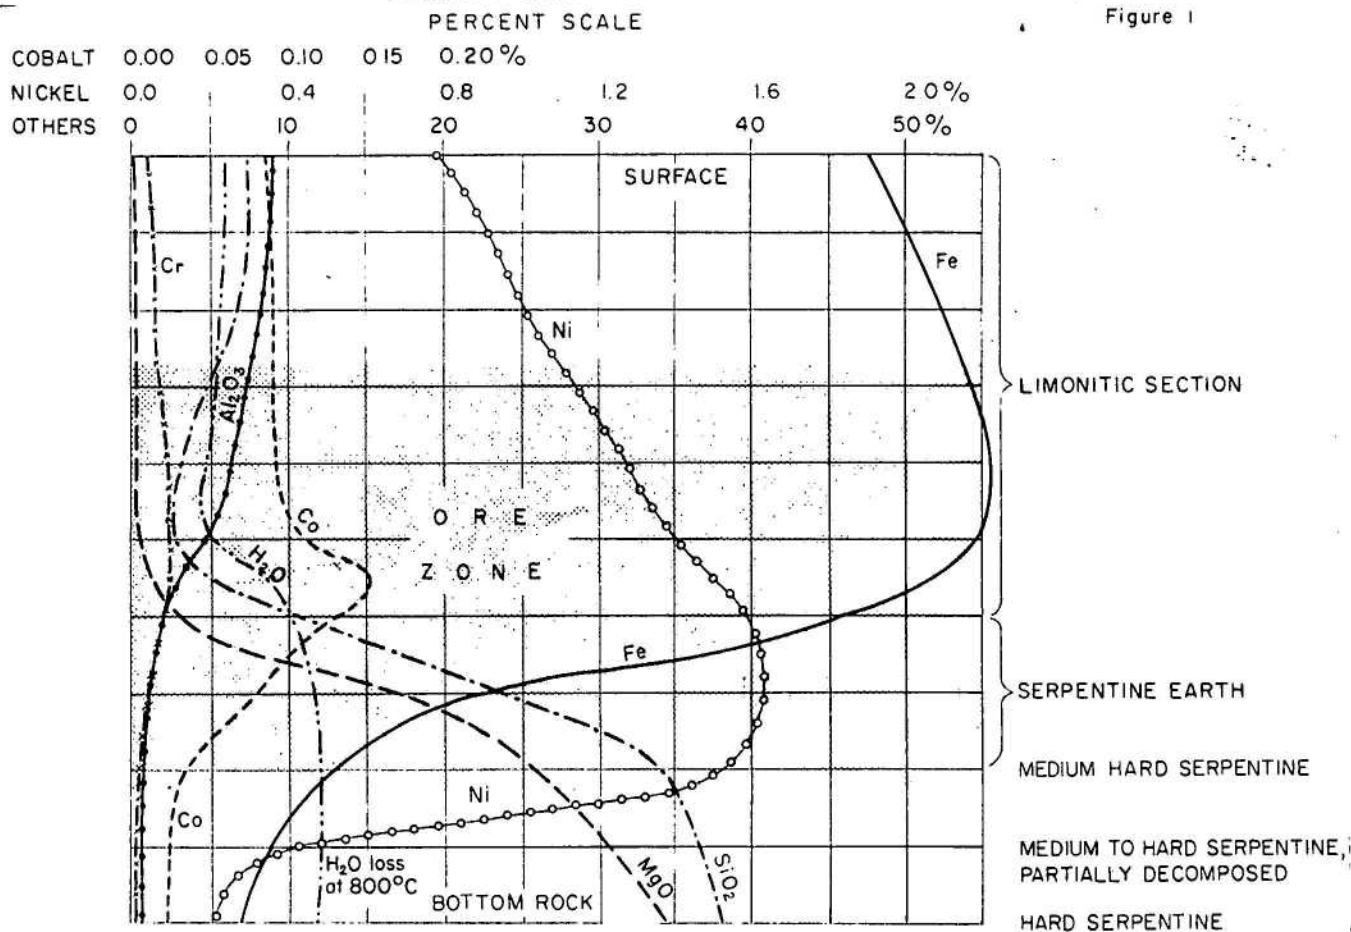 PERCENT SCALE
Figure 1
COBALT 0.00 0.05 0.10 0.15 0.20%
NICKEL 0.0 0.4 0.8 1.2 1.6 2.0%
OTHERS 0 10 20 30 40 50%
SURFACE
Cr
Fe
Ni
Al2O3
LIMONITIC SECTION
Co
ORE
H2O
ZONE
Fe
SERPENTINE EARTH
MEDIUM HARD SERPENTINE
Ni
Co
H2O loss
at 800°C
MgO
SiO2
MEDIUM TO HARD SERPENTINE,
PARTIALLY DECOMPOSED
BOTTOM ROCK
HARD SERPENTINE